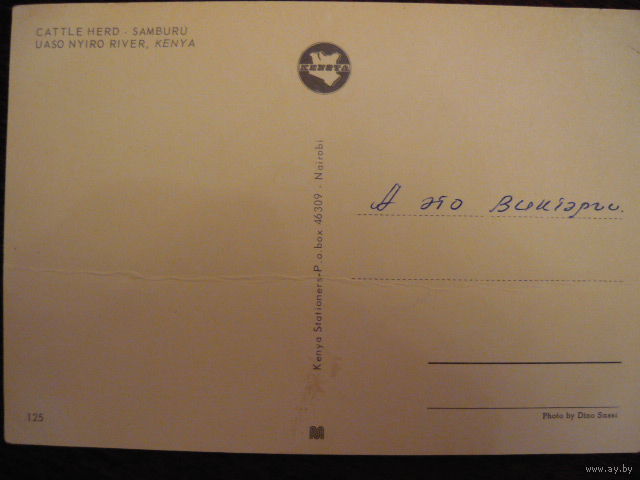 CATTLE HERD - SAMBURU
UASO NYIRO RIVER, KENYA
KENYA
Kenya Stationers-P.o.box 46309 - Nairobi
А это
125
Photo by Dino Sassi
www.ay.by